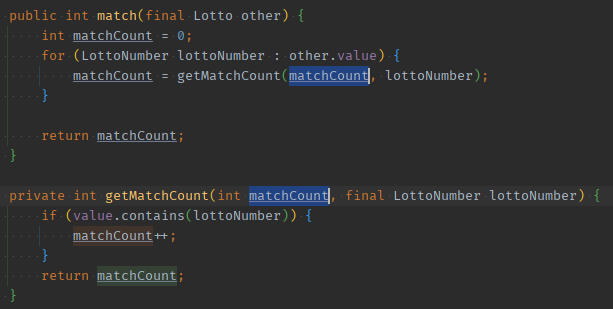 public int match(final Lotto other) {
    int matchCount = 0;
    for (LottoNumber lottoNumber : other.value) {
        matchCount = getMatchCount(matchCount, lottoNumber);
    }

    return matchCount;
}

private int getMatchCount(int matchCount, final LottoNumber lottoNumber) {
    if (value.contains(lottoNumber)) {
        matchCount++;
    }
    return matchCount;
}